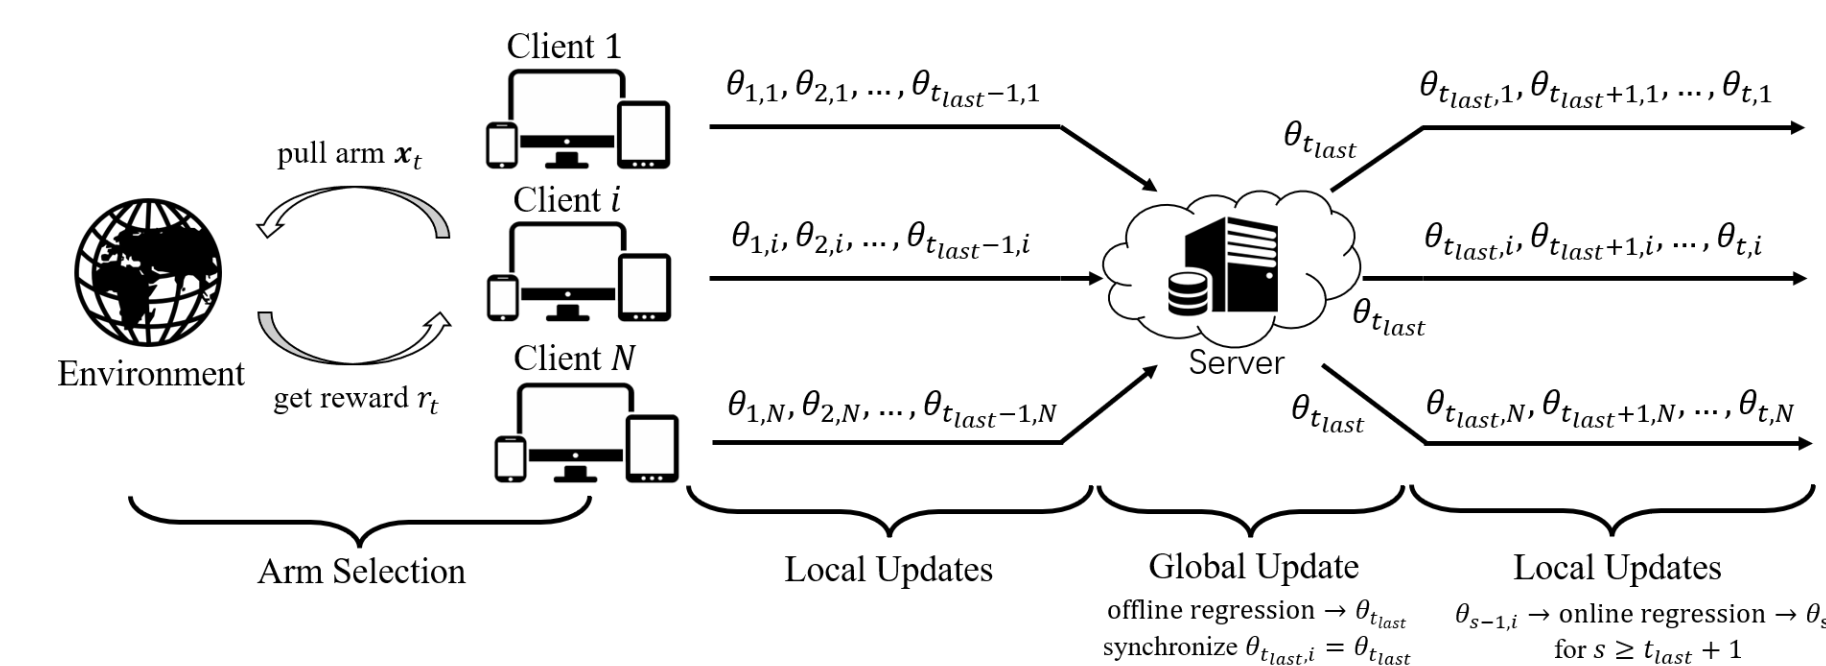 Client 1
θ_{1,1}, θ_{2,1}, …, θ_{t_{last}−1,1}
θ_{t_{last},1}, θ_{t_{last}+1,1}, …, θ_{t,1}
θ_{t_{last}}
pull arm 𝒙_t
Client i
θ_{1,i}, θ_{2,i}, …, θ_{t_{last}−1,i}
θ_{t_{last},i}, θ_{t_{last}+1,i}, …, θ_{t,i}
θ_{t_{last}}
Environment
get reward r_t
Client N
Server
θ_{1,N}, θ_{2,N}, …, θ_{t_{last}−1,N}
θ_{t_{last}}
θ_{t_{last},N}, θ_{t_{last}+1,N}, …, θ_{t,N}
Arm Selection
Local Updates
Global Update
offline regression → θ_{t_{last}}
synchronize θ_{t_{last},i} = θ_{t_{last}}
Local Updates
θ_{s−1,i} → online regression → θ_s
for s ≥ t_{last} + 1